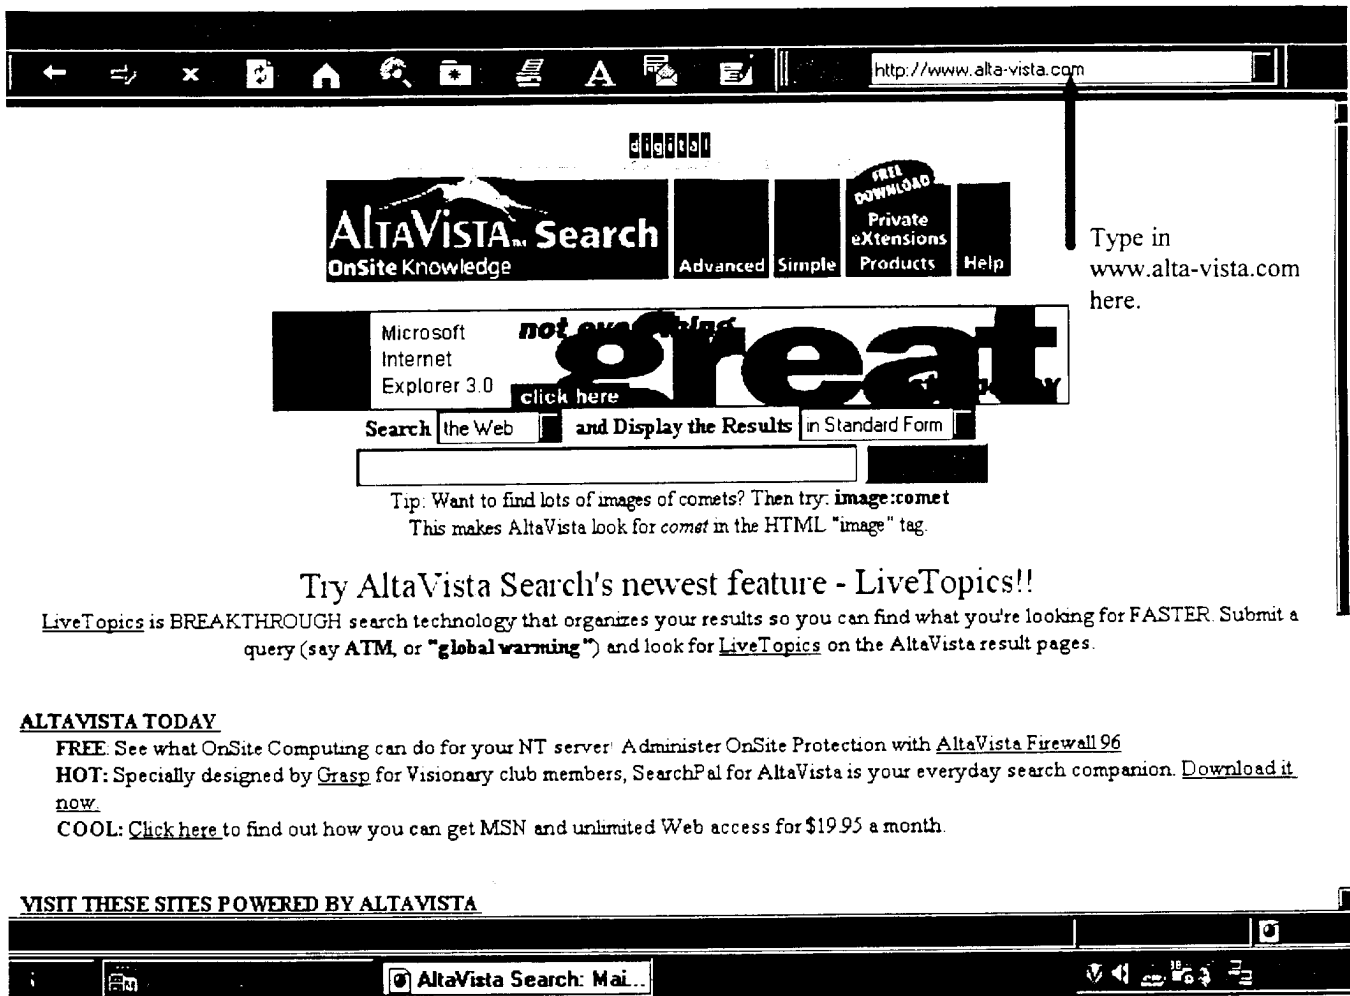 http://www.alta-vista.com
digital
ALTAVISTA Search
OnSite Knowledge
Advanced
Simple
FREE DOWNLOAD
Private eXtensions Products
Help
Type in
www.alta-vista.com
here.
Microsoft
Internet
Explorer 3.0
not everything
great
click here
Search the Web and Display the Results in Standard Form
Tip: Want to find lots of images of comets? Then try: image:comet
This makes AltaVista look for comet in the HTML "image" tag.
Try AltaVista Search's newest feature - LiveTopics!!
LiveTopics is BREAKTHROUGH search technology that organizes your results so you can find what you're looking for FASTER. Submit a
query (say ATM, or "global warming") and look for LiveTopics on the AltaVista result pages.
ALTAVISTA TODAY
FREE: See what OnSite Computing can do for your NT server! Administer OnSite Protection with AltaVista Firewall 96
HOT: Specially designed by Grasp for Visionary club members, SearchPal for AltaVista is your everyday search companion. Download it
now.
COOL: Click here to find out how you can get MSN and unlimited Web access for $19.95 a month.
VISIT THESE SITES POWERED BY ALTAVISTA
AltaVista Search: Mai...